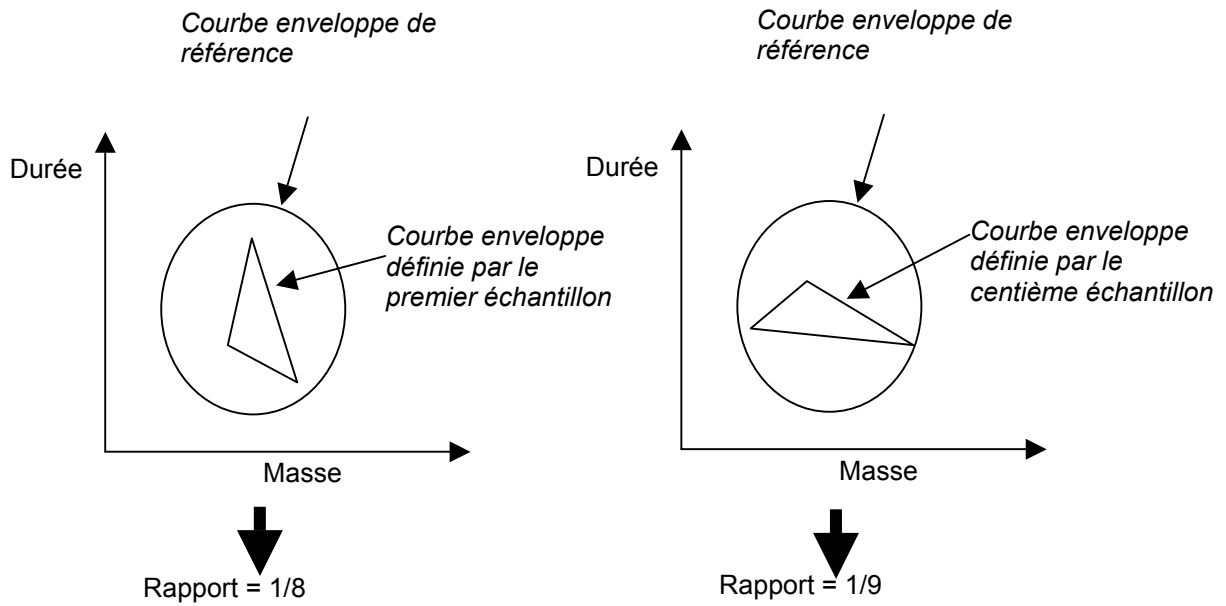 Courbe enveloppe de
référence
Durée
Courbe enveloppe
définie par le
premier échantillon
Masse
Rapport = 1/8
Courbe enveloppe de
référence
Durée
Courbe enveloppe
définie par le
centième échantillon
Masse
Rapport = 1/9